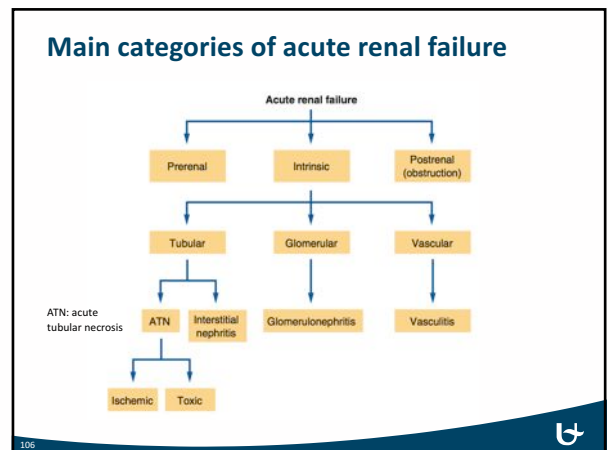 Main categories of acute renal failure
Acute renal failure
Prerenal
Intrinsic
Postrenal
(obstruction)
Tubular
Glomerular
Vascular
ATN: acute
tubular necrosis
ATN
Interstitial
nephritis
Glomerulonephritis
Vasculitis
Ischemic
Toxic
106